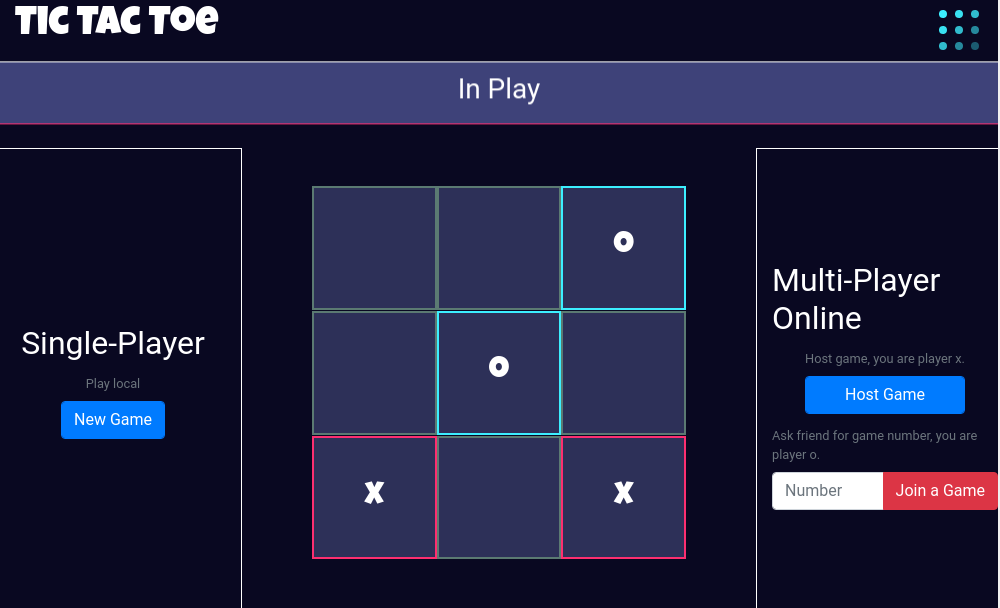 Tic Tac Toe
In Play
Single-Player
Play local
New Game
o
o
x x
Multi-Player
Online
Host game, you are player x.
Host Game
Ask friend for game number, you are
player o.
Number Join a Game